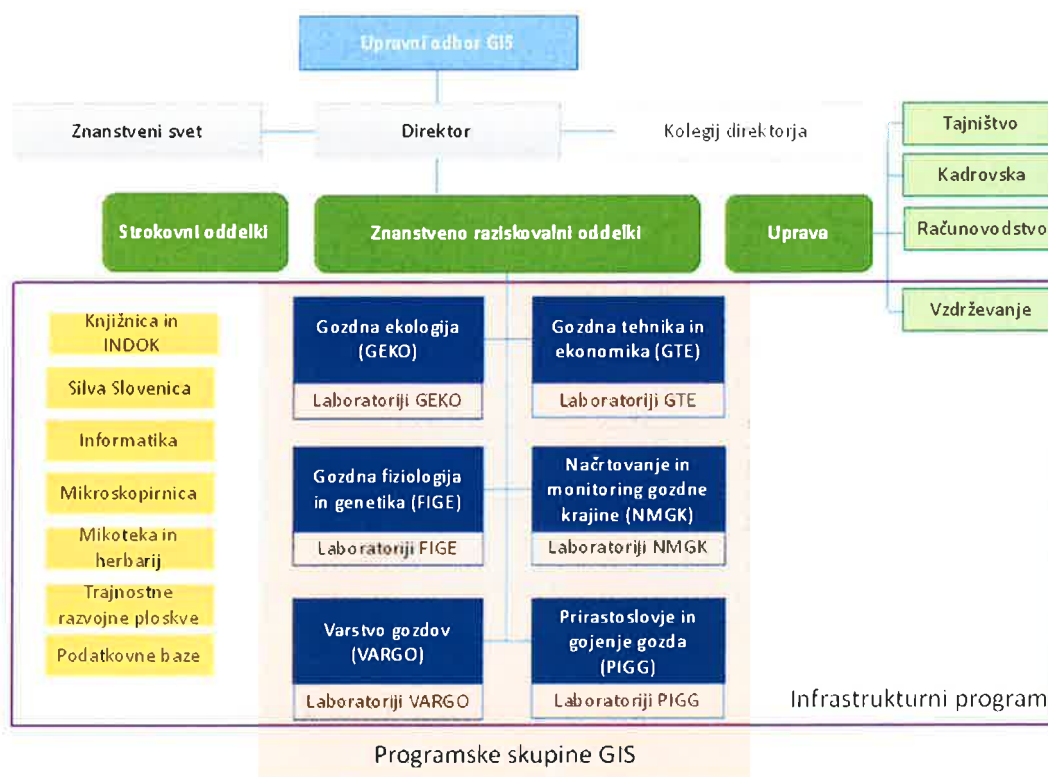 Upravni odbor GIS
Znanstveni svet
Direktor
Kolegij direktorja
Tajništvo
Kadrovska
Računovodstvo
Vzdrževanje
Strokovni oddelki
Znanstveno raziskovalni oddelki
Uprava
Knjižnica in
INDOK
Silva Slovenica
Informatika
Mikroskopirnica
Mikoteka in
herbarij
Trajnostne
razvojne ploskve
Podatkovne baze
Gozdna ekologija
(GEKO)
Laboratoriji GEKO
Gozdna tehnika in
ekonomika (GTE)
Laboratoriji GTE
Gozdna fiziologija
in genetika (FIGE)
Laboratoriji FIGE
Načrtovanje in
monitoring gozdne
krajine (NMGK)
Laboratoriji NMGK
Varstvo gozdov
(VARGO)
Laboratoriji VARGO
Prirastoslovje in
gojenje gozda
(PIGG)
Laboratoriji PIGG
Infrastrukturni program
Programske skupine GIS